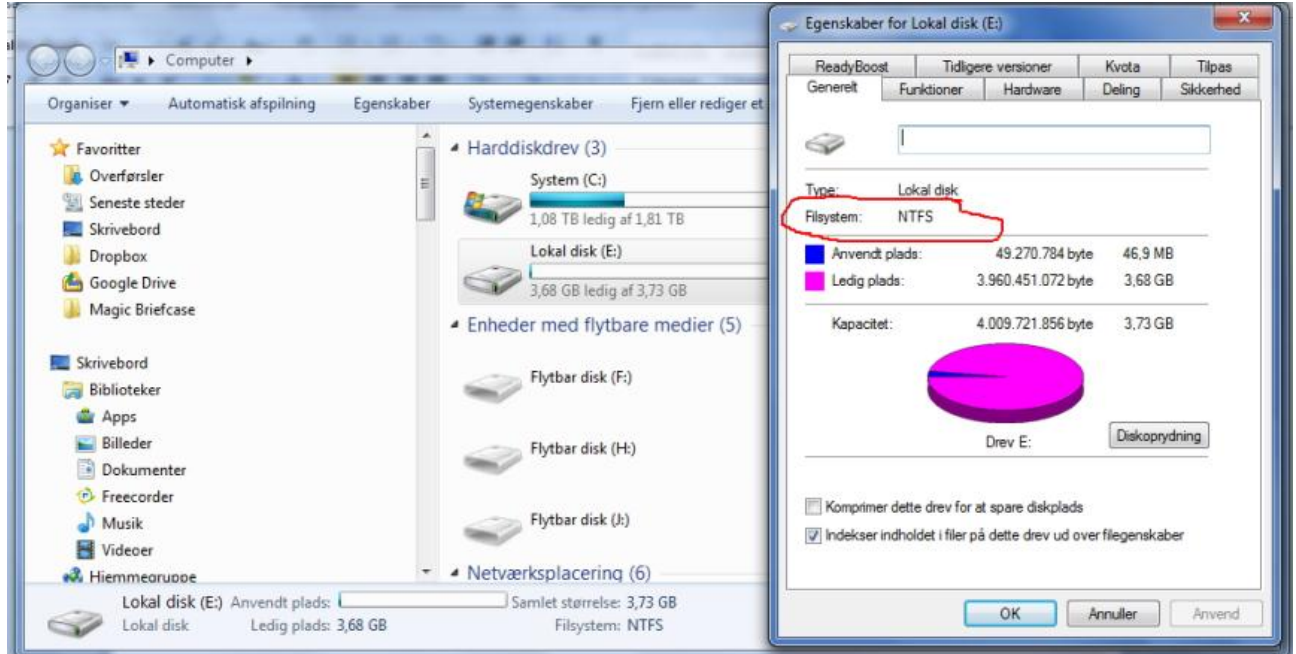 Computer
Organiser
Automatisk afspilning
Egenskaber
Systemegenskaber
Fjern eller rediger et
Favoritter
Overførsler
Seneste steder
Skrivebord
Dropbox
Google Drive
Magic Briefcase
Skrivebord
Biblioteker
Apps
Billeder
Dokumenter
Freecorder
Musik
Videoer
Hjemmegruppe
Harddiskdrev (3)
System (C:)
1,08 TB ledig af 1,81 TB
Lokal disk (E:)
3,68 GB ledig af 3,73 GB
Enheder med flytbare medier (5)
Flytbar disk (F:)
Flytbar disk (H:)
Flytbar disk (J:)
Netværksplacering (6)
Lokal disk (E:) Anvendt plads: Samlet størrelse: 3,73 GB
Lokal disk Ledig plads: 3,68 GB Filsystem: NTFS
Egenskaber for Lokal disk (E:)
ReadyBoost Tidligere versioner Kvota Tilpas
Generelt Funktioner Hardware Deling Sikkerhed
Type: Lokal disk
Filsystem: NTFS
Anvendt plads: 49.270.784 byte 46,9 MB
Ledig plads: 3.960.451.072 byte 3,68 GB
Kapacitet: 4.009.721.856 byte 3,73 GB
Drev E:
Diskoprydning
Komprimer dette drev for at spare diskplads
Indekser indholdet i filer på dette drev ud over filegenskaber
OK Annuller Anvend